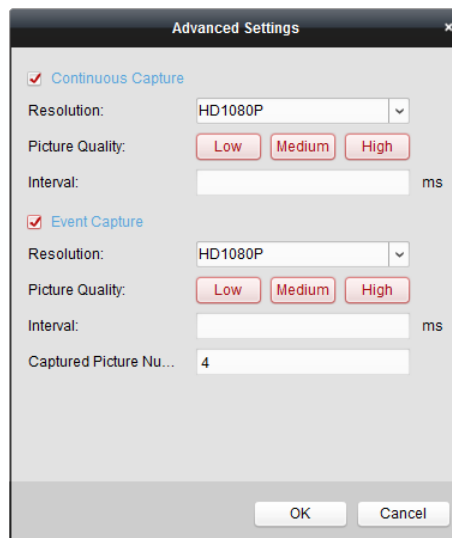 Advanced Settings ×
Continuous Capture
Resolution: HD1080P
Picture Quality: Low Medium High
Interval: ms
Event Capture
Resolution: HD1080P
Picture Quality: Low Medium High
Interval: ms
Captured Picture Nu... 4
OK Cancel